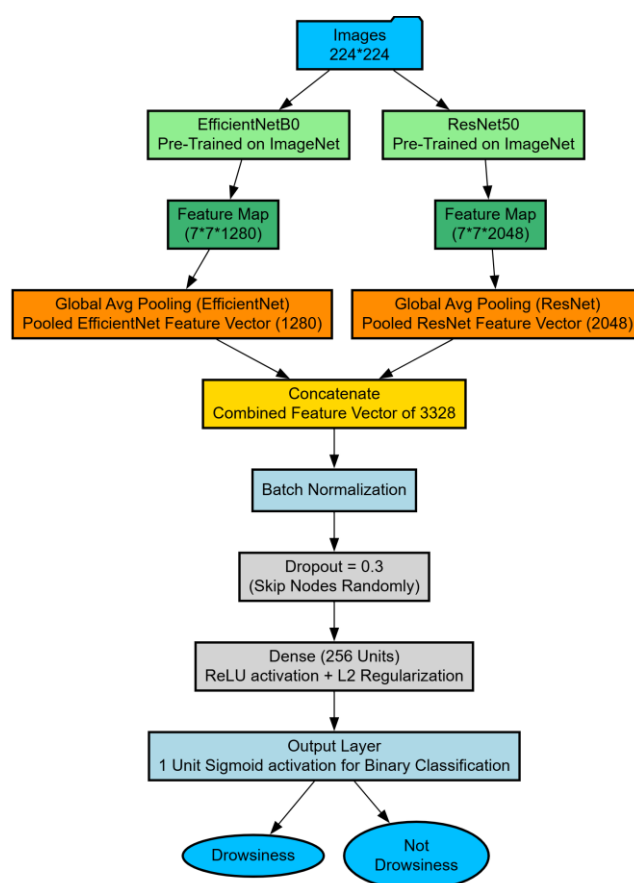 Images
224*224
EfficientNetB0
Pre-Trained on ImageNet
ResNet50
Pre-Trained on ImageNet
Feature Map
(7*7*1280)
Feature Map
(7*7*2048)
Global Avg Pooling (EfficientNet)
Pooled EfficientNet Feature Vector (1280)
Global Avg Pooling (ResNet)
Pooled ResNet Feature Vector (2048)
Concatenate
Combined Feature Vector of 3328
Batch Normalization
Dropout = 0.3
(Skip Nodes Randomly)
Dense (256 Units)
ReLU activation + L2 Regularization
Output Layer
1 Unit Sigmoid activation for Binary Classification
Drowsiness
Not
Drowsiness